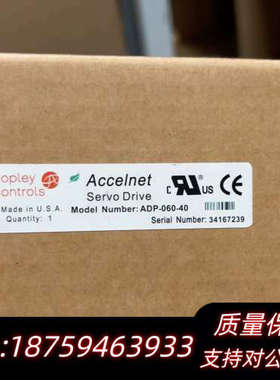 opley
ontrols
Made in U.S.A.
Quantity: 1
Accelnet
Servo Drive
Model Number: ADP-060-40
c RU US CE
Serial Number: 34167239
质量保
:18759463933
支持对公